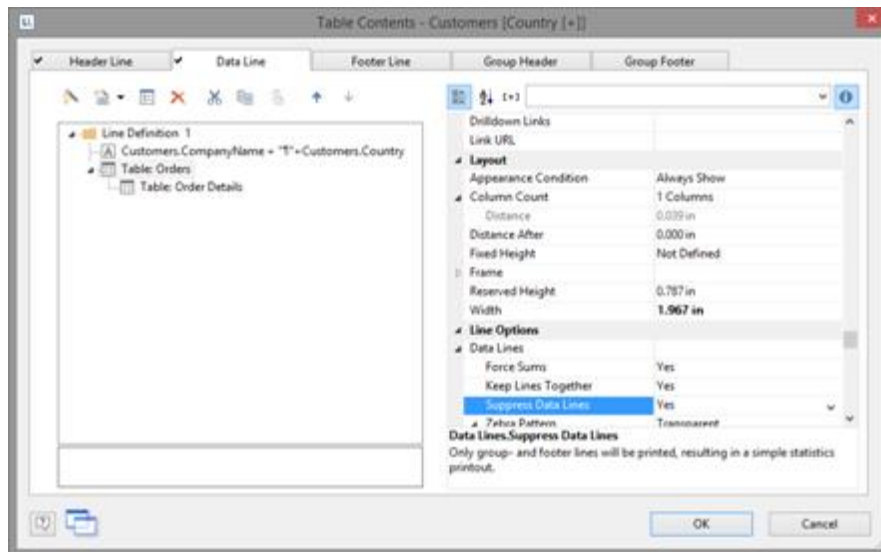 LL
Table Contents - Customers [Country [+]]
Header Line
Data Line
Footer Line
Group Header
Group Footer
[+]
Line Definition 1
A Customers.CompanyName + "¶"+Customers.Country
Table: Orders
Table: Order Details
Drilldown Links
Link URL
Layout
Appearance Condition Always Show
Column Count 1 Columns
Distance 0.039 in
Distance After 0.000 in
Fixed Height Not Defined
Frame
Reserved Height 0.787 in
Width 1.967 in
Line Options
Data Lines
Force Sums Yes
Keep Lines Together Yes
Suppress Data Lines Yes
Zebra Pattern Transparent
Data Lines.Suppress Data Lines
Only group- and footer lines will be printed, resulting in a simple statistics
printout.
OK
Cancel